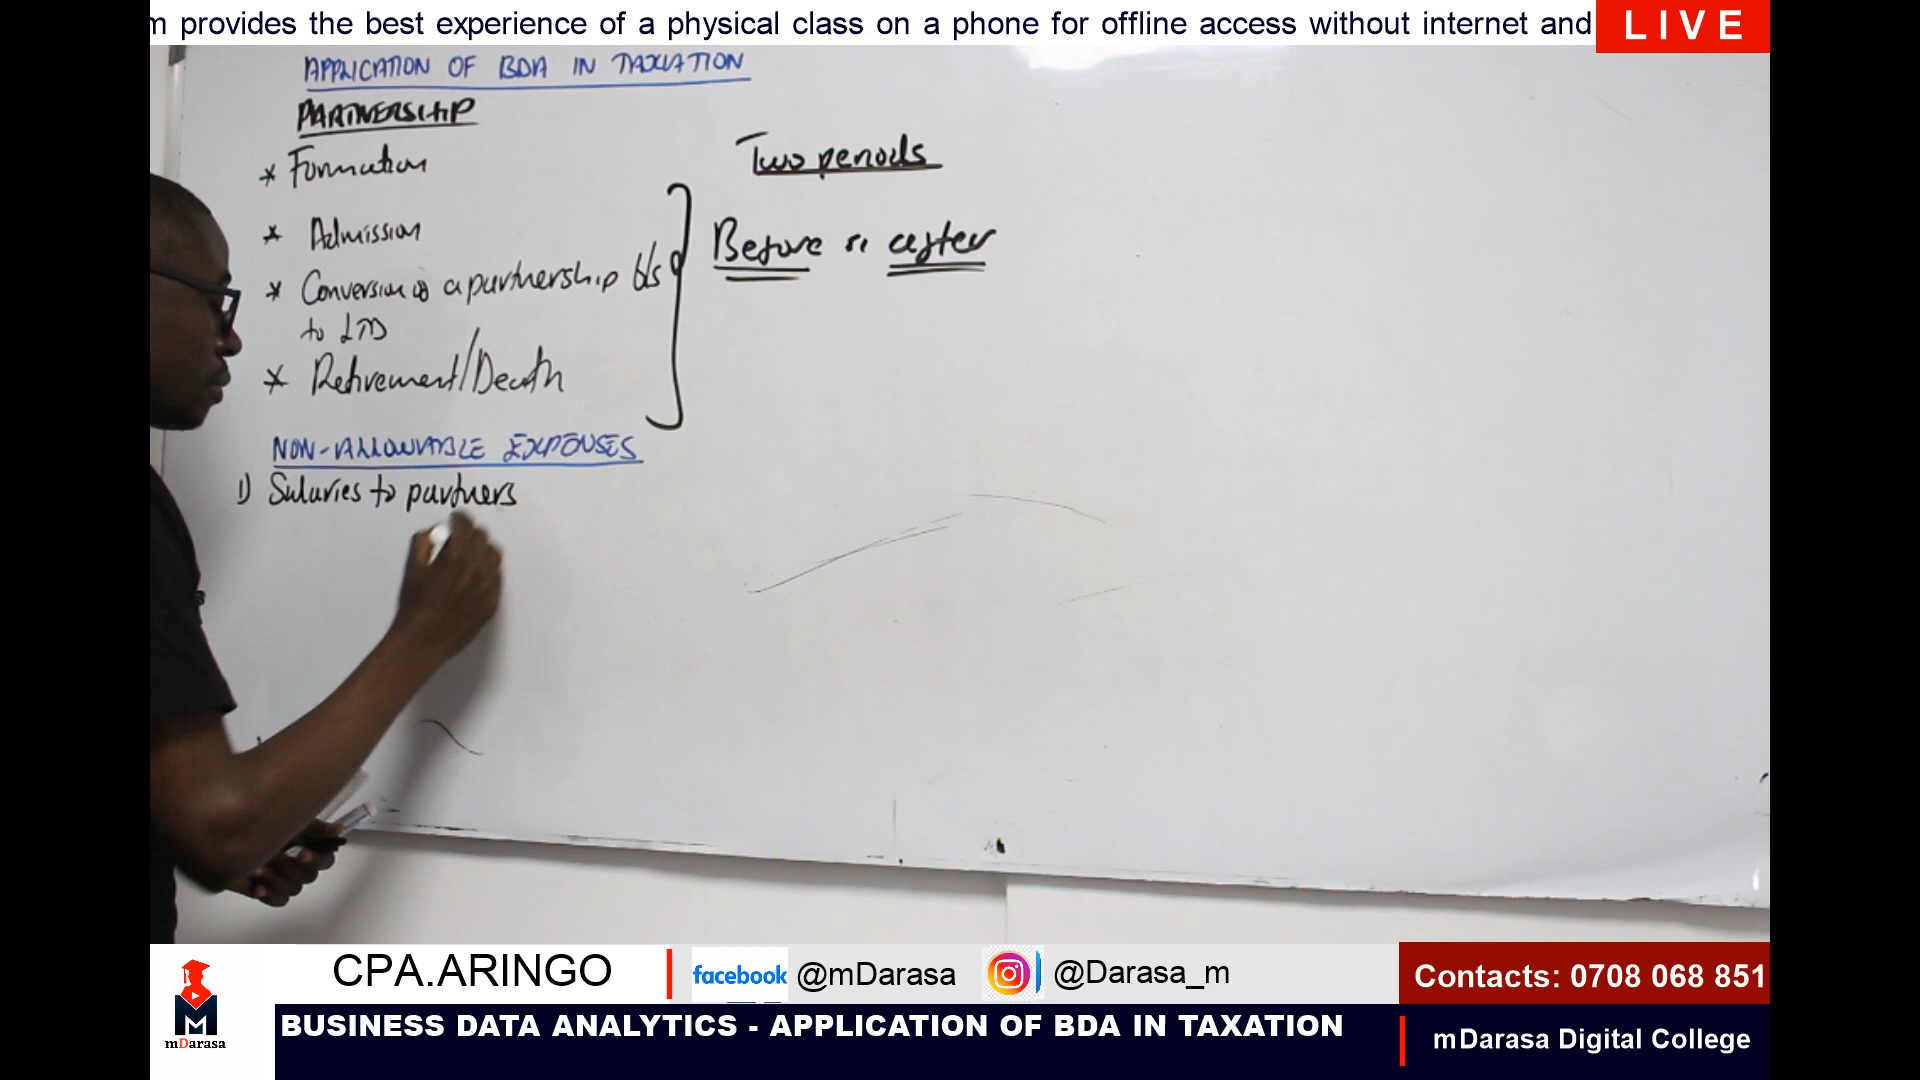 m provides the best experience of a physical class on a phone for offline access without internet and
LIVE
APPLICATION OF BDA IN TAXATION
PARTNERSHIP
* Formation
* Admission
* Conversion of a partnership b/s
to LTD
* Retirement/Death
Two periods
Before & after
NON-ALLOWABLE EXPENSES
1) Salaries to partners
CPA.ARINGO
facebook @mDarasa
@Darasa_m
Contacts: 0708 068 851
mDarasa
BUSINESS DATA ANALYTICS - APPLICATION OF BDA IN TAXATION
mDarasa Digital College